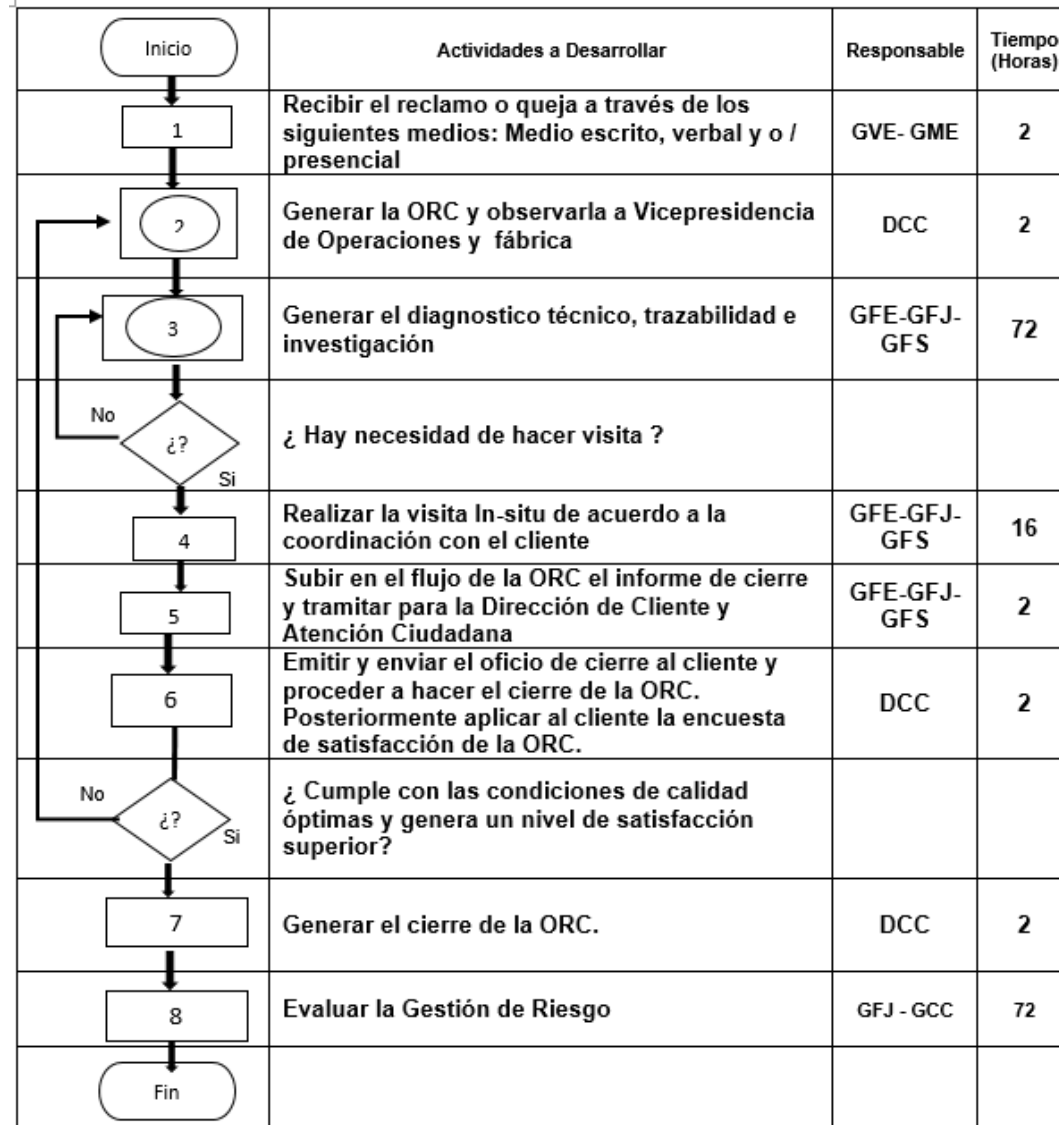 Inicio
Actividades a Desarrollar
Responsable
Tiempo
(Horas)
1
Recibir el reclamo o queja a través de los
siguientes medios: Medio escrito, verbal y o /
presencial
GVE- GME
2
2
Generar la ORC y observarla a Vicepresidencia
de Operaciones y fábrica
DCC
2
3
Generar el diagnostico técnico, trazabilidad e
investigación
GFE-GFJ-
GFS
72
No
¿?
Si
¿ Hay necesidad de hacer visita ?
4
Realizar la visita In-situ de acuerdo a la
coordinación con el cliente
GFE-GFJ-
GFS
16
5
Subir en el flujo de la ORC el informe de cierre
y tramitar para la Dirección de Cliente y
Atención Ciudadana
GFE-GFJ-
GFS
2
6
Emitir y enviar el oficio de cierre al cliente y
proceder a hacer el cierre de la ORC.
Posteriormente aplicar al cliente la encuesta
de satisfacción de la ORC.
DCC
2
No
¿?
Si
¿ Cumple con las condiciones de calidad
óptimas y genera un nivel de satisfacción
superior?
7
Generar el cierre de la ORC.
DCC
2
8
Evaluar la Gestión de Riesgo
GFJ - GCC
72
Fin